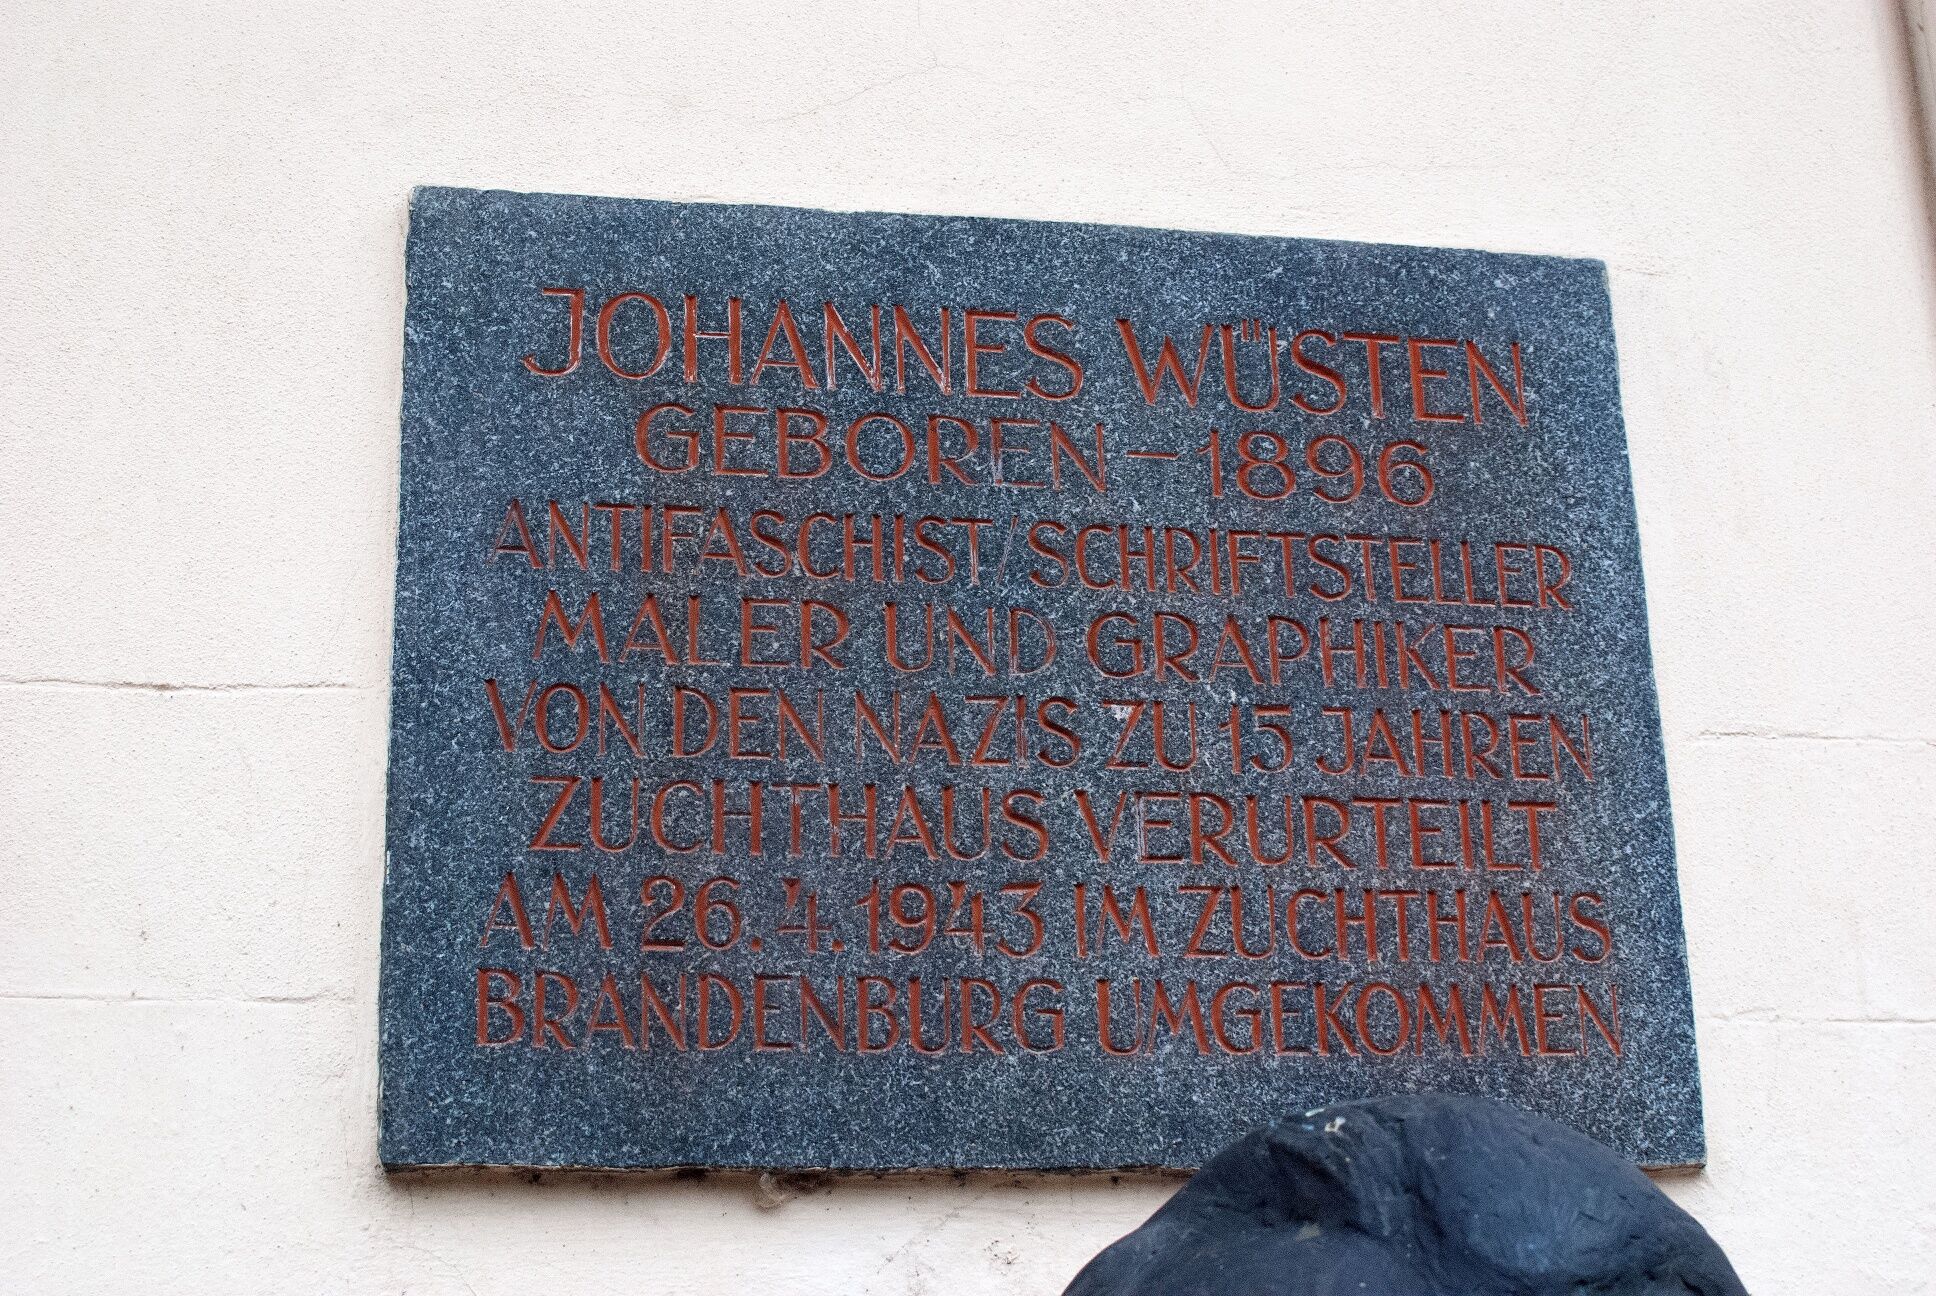 JOHANNES WÜSTEN
GEBOREN – 1896
ANTIFASCHIST/SCHRIFTSTELLER
MALER UND GRAPHIKER
VON DEN NAZIS ZU 15 JAHREN
ZUCHTHAUS VERURTEILT
AM 26.4.1943 IM ZUCHTHAUS
BRANDENBURG UMGEKOMMEN